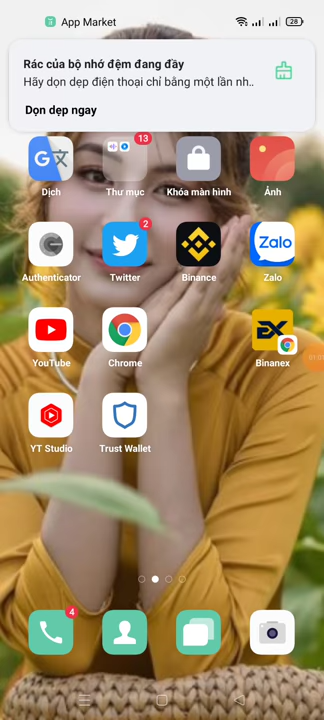 App Market
28
Rác của bộ nhớ đệm đang đầy
Hãy dọn dẹp điện thoại chỉ bằng một lần nh..
Dọn dẹp ngay
13
G 文
Dịch
Thư mục
Khóa màn hình
Ảnh
2
Zalo
Authenticator
Twitter
Binance
Zalo
EX
YouTube
Chrome
Binanex
YT Studio
Trust Wallet
4